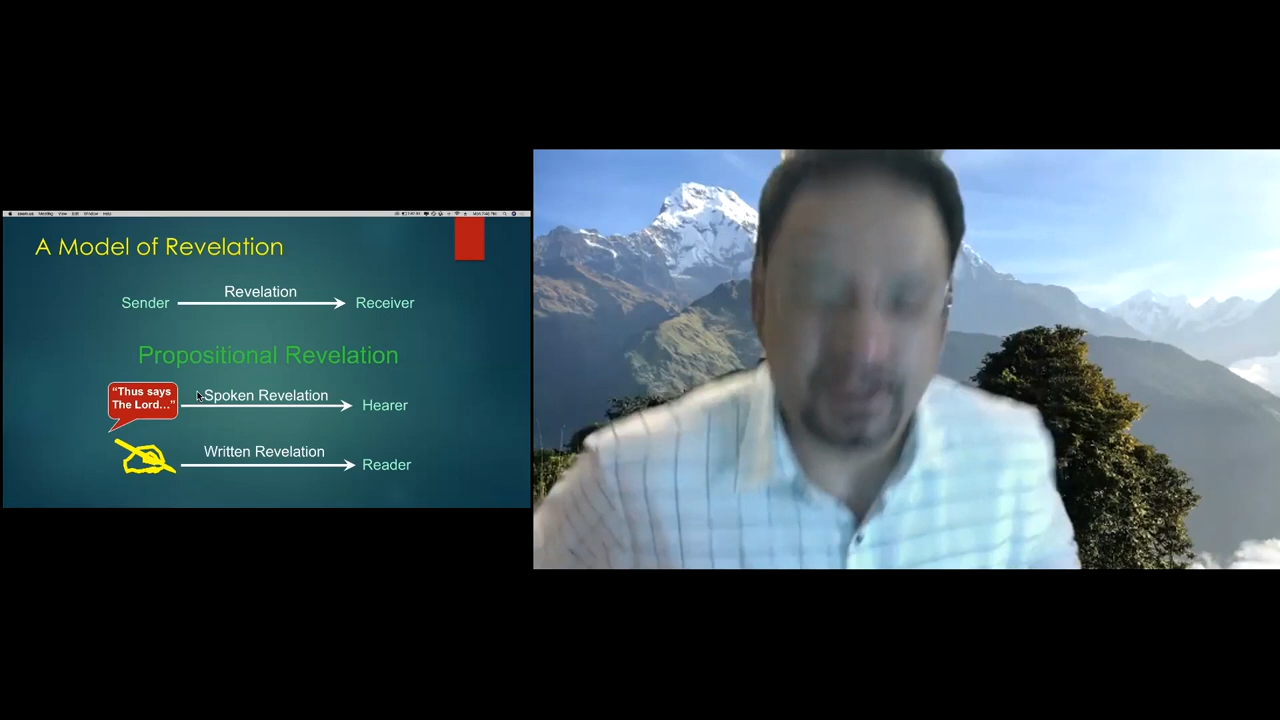 A Model of Revelation
Revelation
Sender
Receiver
Propositional Revelation
"Thus says
The Lord..."
Spoken Revelation
Hearer
Written Revelation
Reader